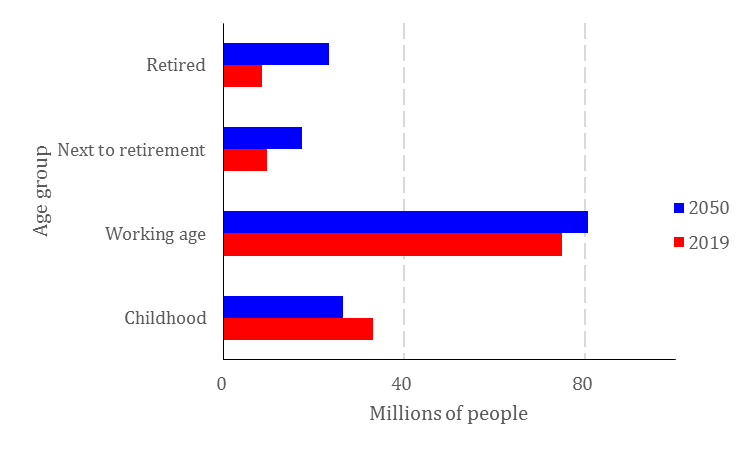 Retired
Next to retirement
Working age
Childhood
Age group
0
40
80
Millions of people
2050
2019